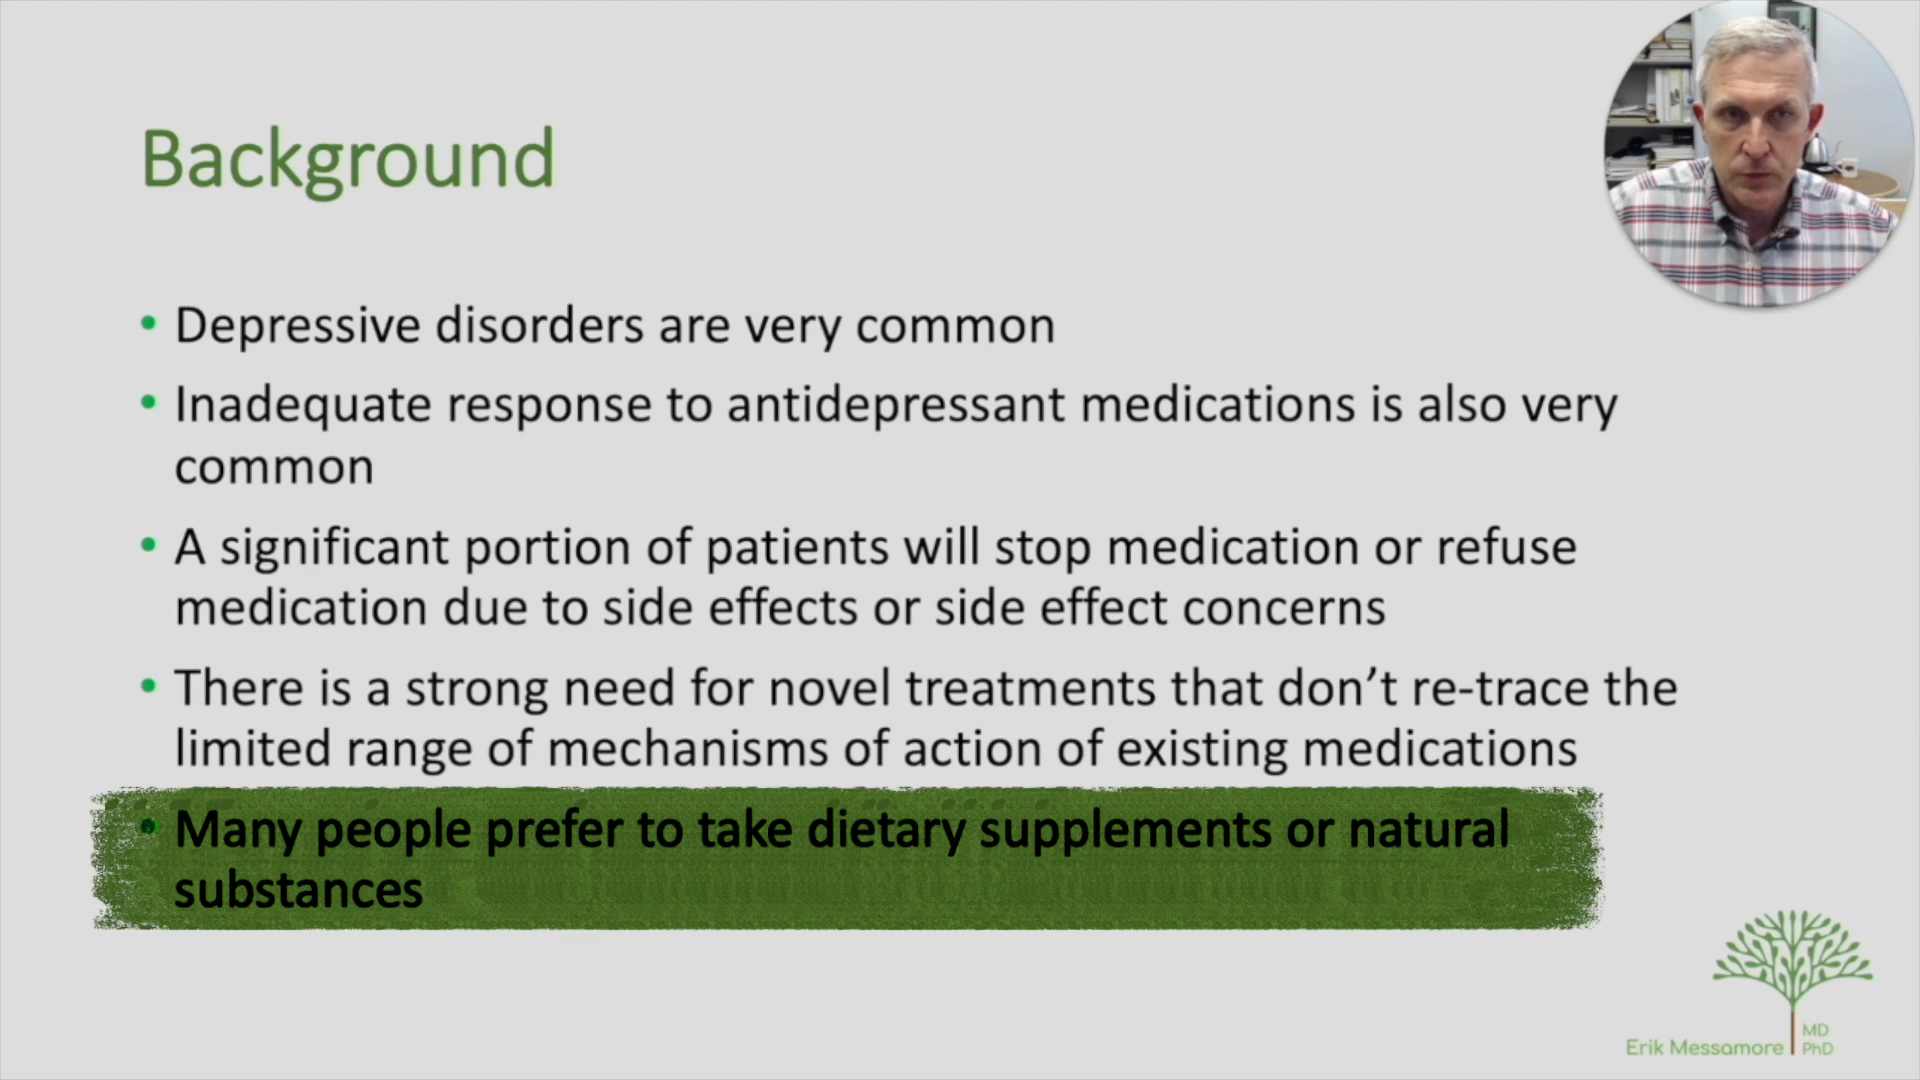 Background
• Depressive disorders are very common
• Inadequate response to antidepressant medications is also very
common
• A significant portion of patients will stop medication or refuse
medication due to side effects or side effect concerns
• There is a strong need for novel treatments that don’t re-trace the
limited range of mechanisms of action of existing medications
• Many people prefer to take dietary supplements or natural
substances
Erik Messamore
MD
PhD